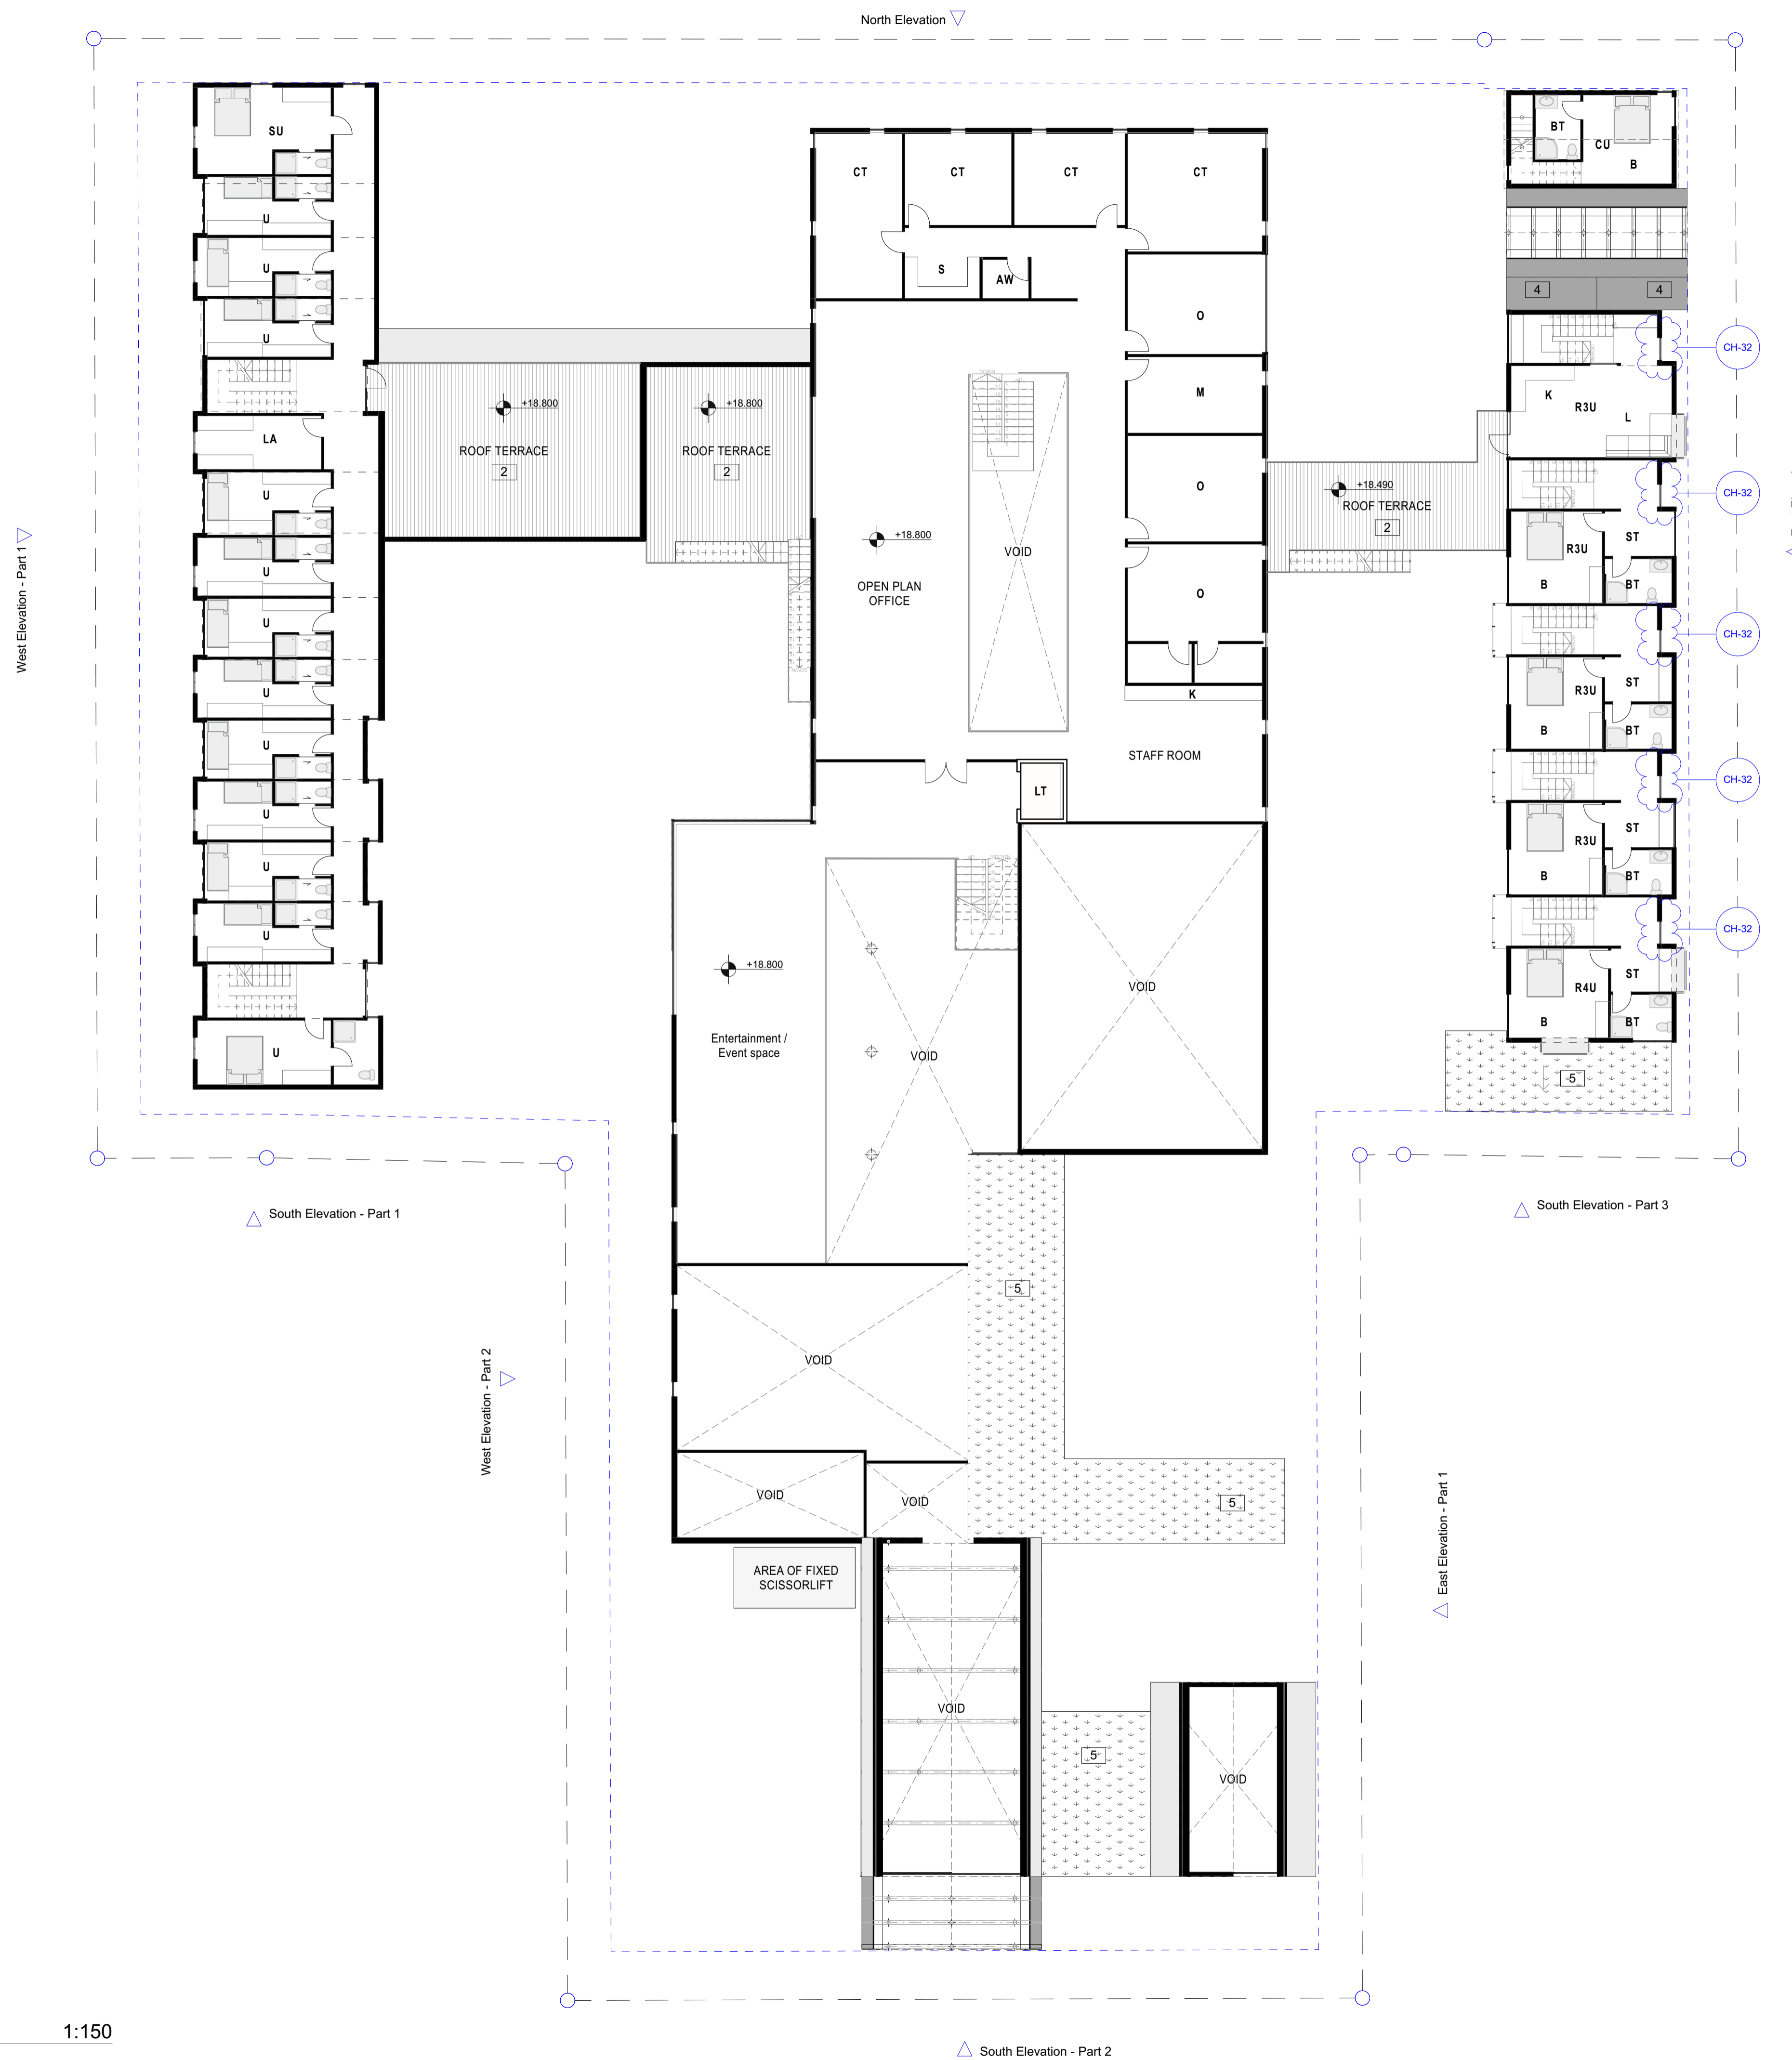 North Elevation
SU
U
U
U
LA
U
U
U
U
U
U
U
U
U
West Elevation - Part 1
+18.800
ROOF TERRACE
2
+18.800
ROOF TERRACE
2
CT
CT
CT
CT
S
AW
O
M
O
O
K
+18.800
OPEN PLAN
OFFICE
VOID
STAFF ROOM
LT
+18.490
ROOF TERRACE
2
BT
CU
B
4
4
CH-32
K
R3U
L
CH-32
ST
R3U
B
BT
CH-32
ST
R3U
B
BT
CH-32
ST
R3U
B
BT
CH-32
ST
R4U
B
BT
5
+18.800
Entertainment /
Event space
VOID
VOID
South Elevation - Part 1
South Elevation - Part 3
5
West Elevation - Part 2
VOID
VOID
VOID
5
East Elevation - Part 1
AREA OF FIXED
SCISSORLIFT
VOID
5
VOID
1:150
South Elevation - Part 2